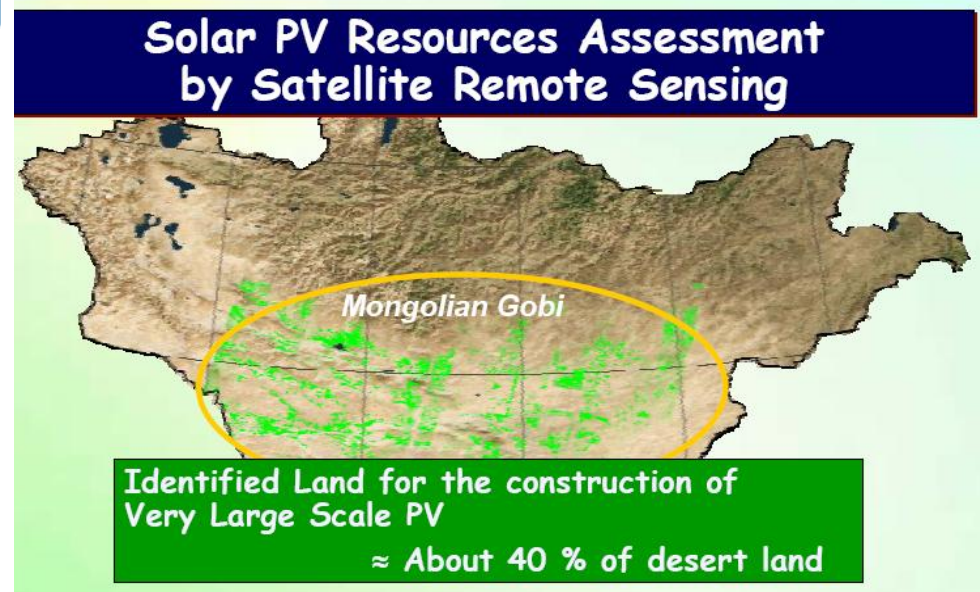 Solar PV Resources Assessment
by Satellite Remote Sensing
Mongolian Gobi
Identified Land for the construction of
Very Large Scale PV
≈ About 40 % of desert land